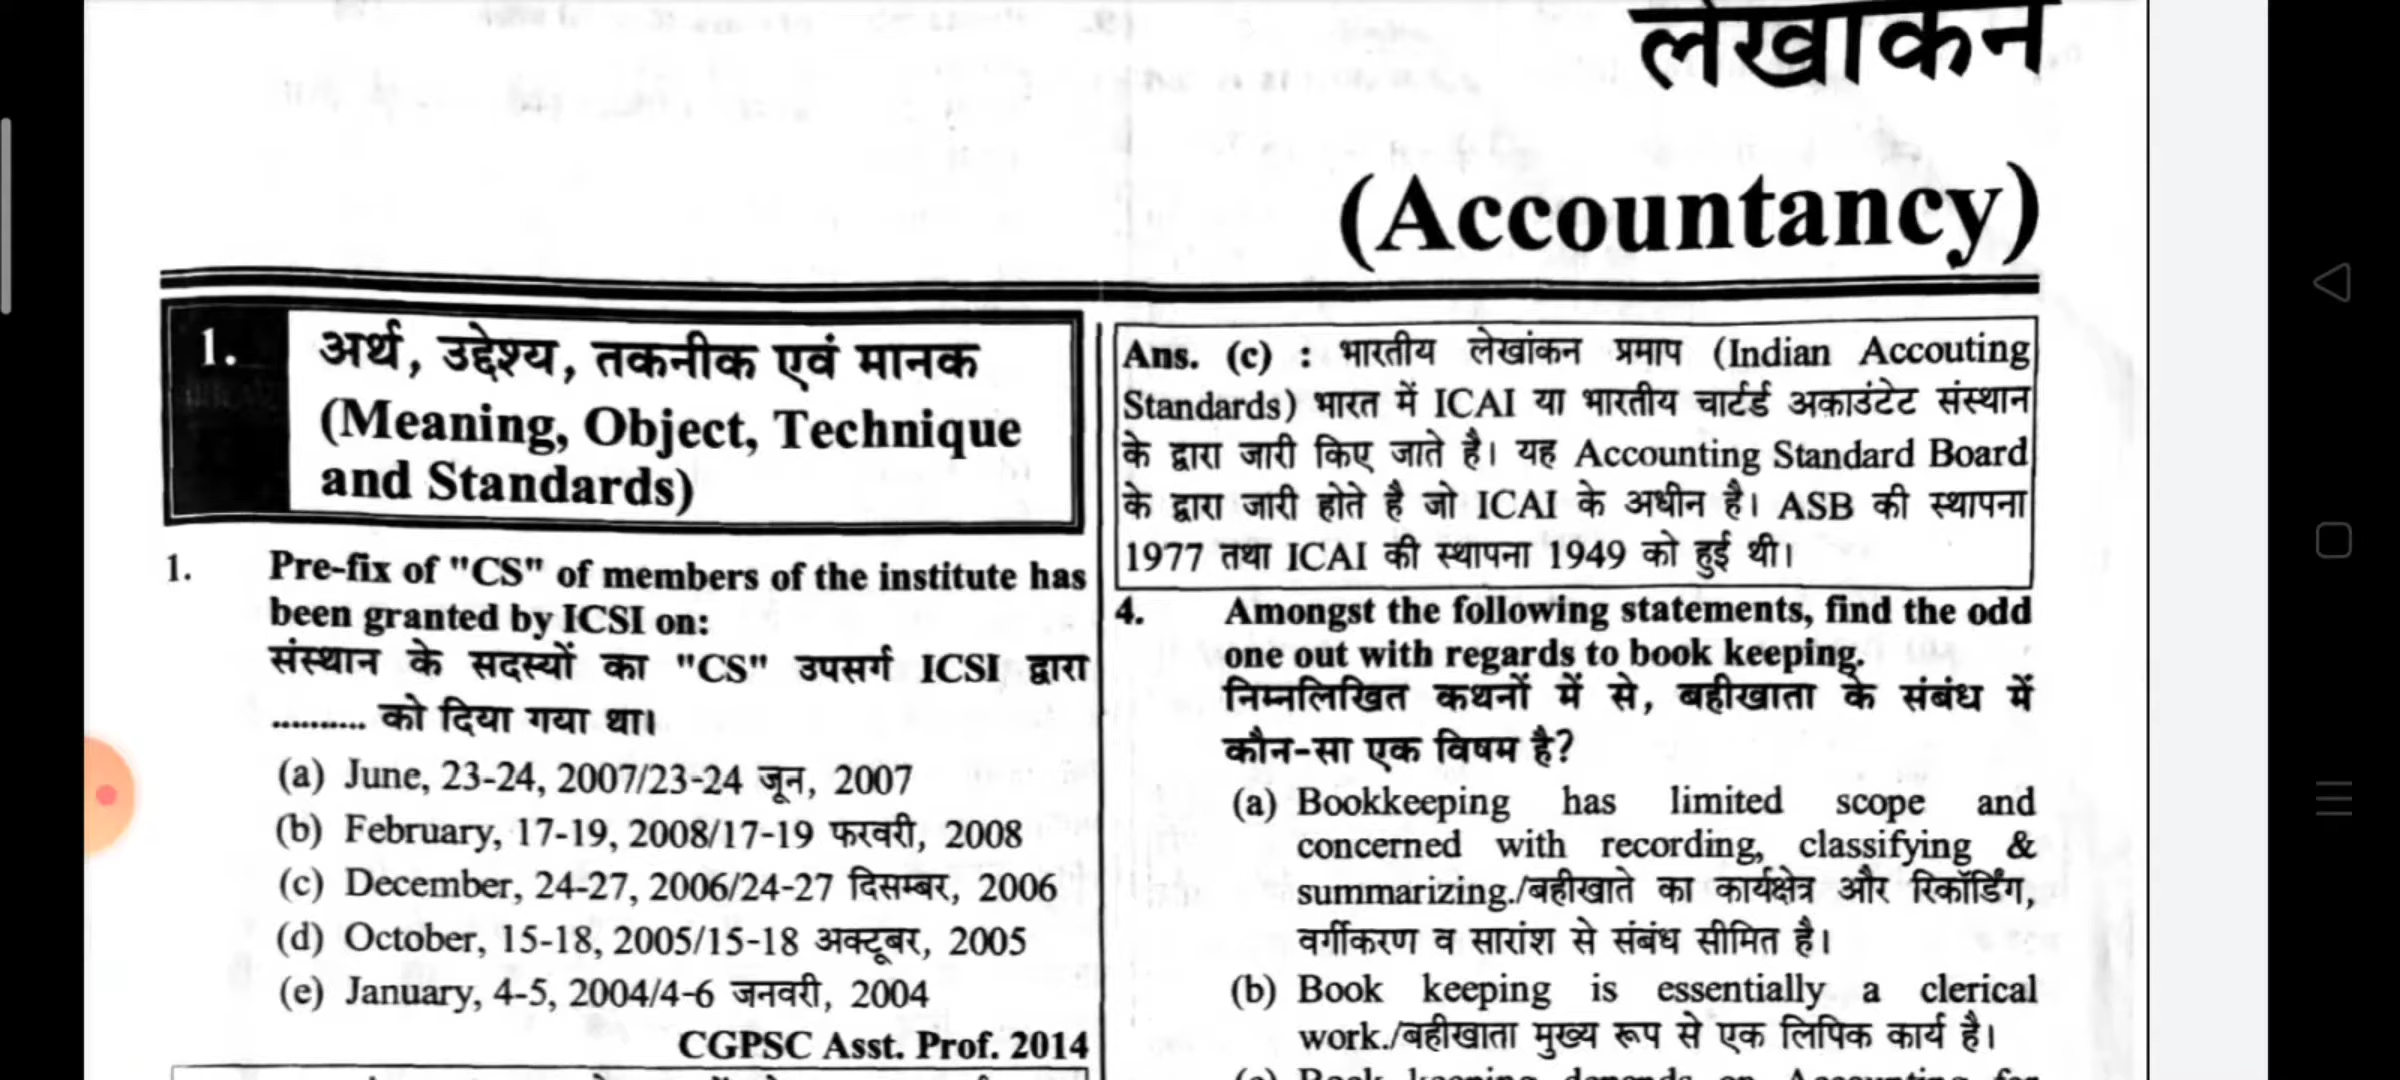 लेखांकन
(Accountancy)
1. अर्थ, उद्देश्य, तकनीक एवं मानक
(Meaning, Object, Technique
and Standards)
1. Pre-fix of "CS" of members of the institute has
been granted by ICSI on:
संस्थान के सदस्यों का "CS" उपसर्ग ICSI द्वारा
.......... को दिया गया था।
(a) June, 23-24, 2007/23-24 जून, 2007
(b) February, 17-19, 2008/17-19 फरवरी, 2008
(c) December, 24-27, 2006/24-27 दिसम्बर, 2006
(d) October, 15-18, 2005/15-18 अक्टूबर, 2005
(e) January, 4-5, 2004/4-6 जनवरी, 2004
CGPSC Asst. Prof. 2014
Ans. (c) : भारतीय लेखांकन प्रमाप (Indian Accouting
Standards) भारत में ICAI या भारतीय चार्टर्ड अकाउंटेट संस्थान
के द्वारा जारी किए जाते है। यह Accounting Standard Board
के द्वारा जारी होते है जो ICAI के अधीन है। ASB की स्थापना
1977 तथा ICAI की स्थापना 1949 को हुई थी।
4. Amongst the following statements, find the odd
one out with regards to book keeping.
निम्नलिखित कथनों में से, बहीखाता के संबंध में
कौन-सा एक विषम है?
(a) Bookkeeping has limited scope and
concerned with recording, classifying &
summarizing./बहीखाते का कार्यक्षेत्र और रिकॉर्डिंग,
वर्गीकरण व सारांश से संबंध सीमित है।
(b) Book keeping is essentially a clerical
work./बहीखाता मुख्य रूप से एक लिपिक कार्य है।
(c) Book keeping depends on Accounting for